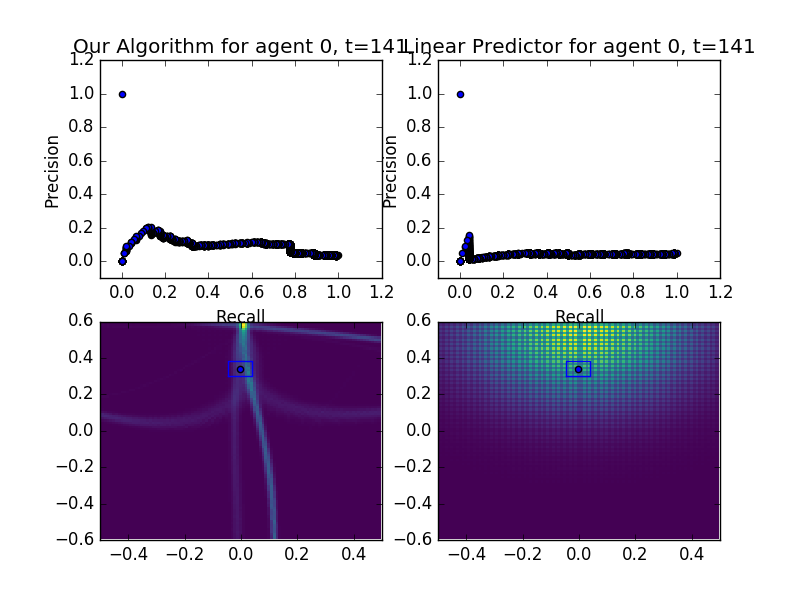 Our Algorithm for agent 0, t=141
Linear Predictor for agent 0, t=141
1.2
1.0
0.8
0.6
0.4
0.2
0.0
Precision
0.0 0.2 0.4 0.6 0.8 1.0 1.2
Recall
1.2
1.0
0.8
0.6
0.4
0.2
0.0
Precision
0.0 0.2 0.4 0.6 0.8 1.0 1.2
Recall
0.6
0.4
0.2
0.0
−0.2
−0.4
−0.6
−0.4 −0.2 0.0 0.2 0.4
0.6
0.4
0.2
0.0
−0.2
−0.4
−0.6
−0.4 −0.2 0.0 0.2 0.4